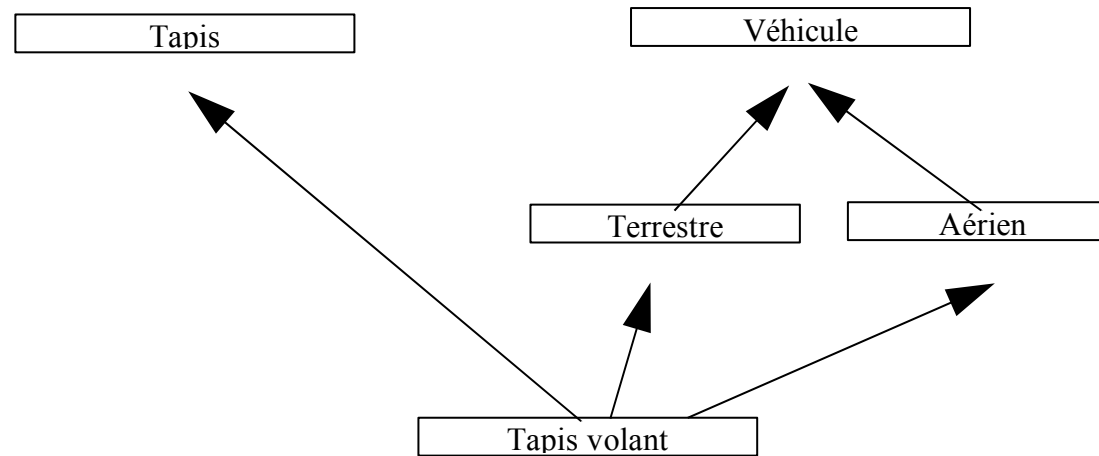 Tapis
Véhicule
Terrestre
Aérien
Tapis volant